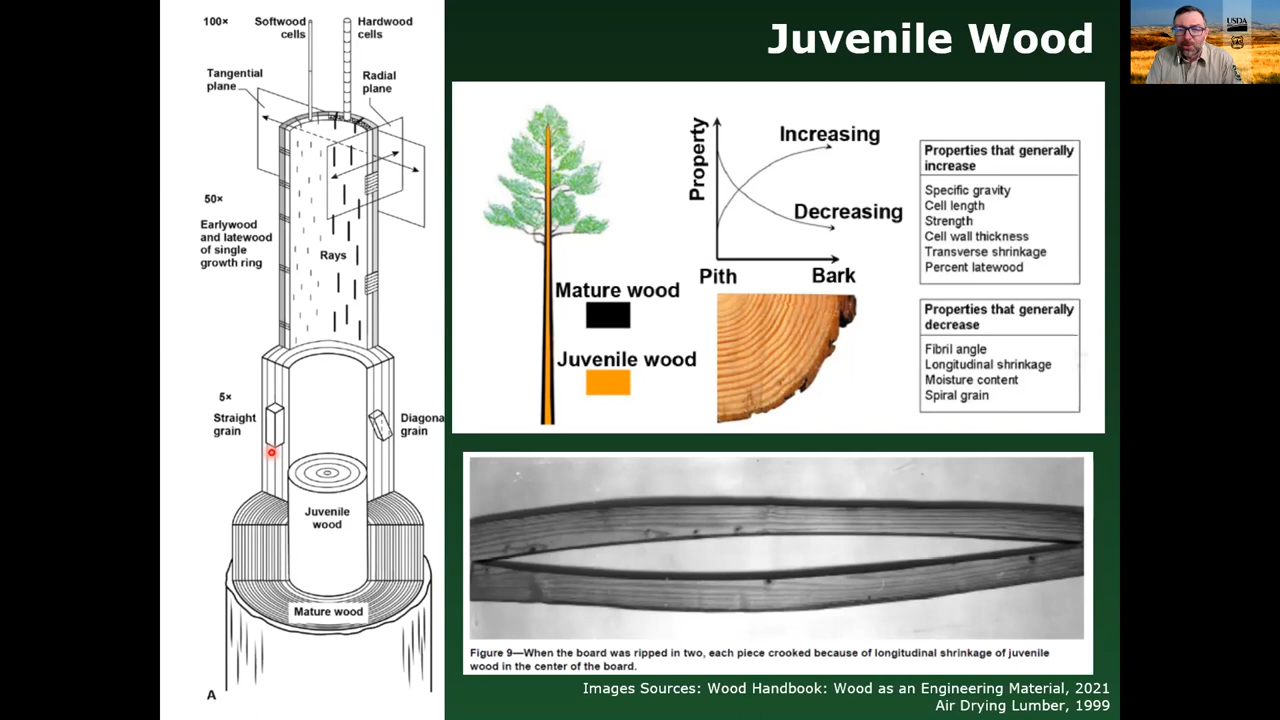 Juvenile Wood
USDA
100×
Softwood
cells
Hardwood
cells
Tangential
plane
Radial
plane
50×
Earlywood
and latewood
of single
growth ring
Rays
5×
Straight
grain
Diagona
grain
Juvenile
wood
Mature wood
A
Mature wood
Juvenile wood
Property
Increasing
Decreasing
Pith
Bark
Properties that generally
increase
Specific gravity
Cell length
Strength
Cell wall thickness
Transverse shrinkage
Percent latewood
Properties that generally
decrease
Fibril angle
Longitudinal shrinkage
Moisture content
Spiral grain
Figure 9—When the board was ripped in two, each piece crooked because of longitudinal shrinkage of juvenile
wood in the center of the board.
Images Sources: Wood Handbook: Wood as an Engineering Material, 2021
Air Drying Lumber, 1999